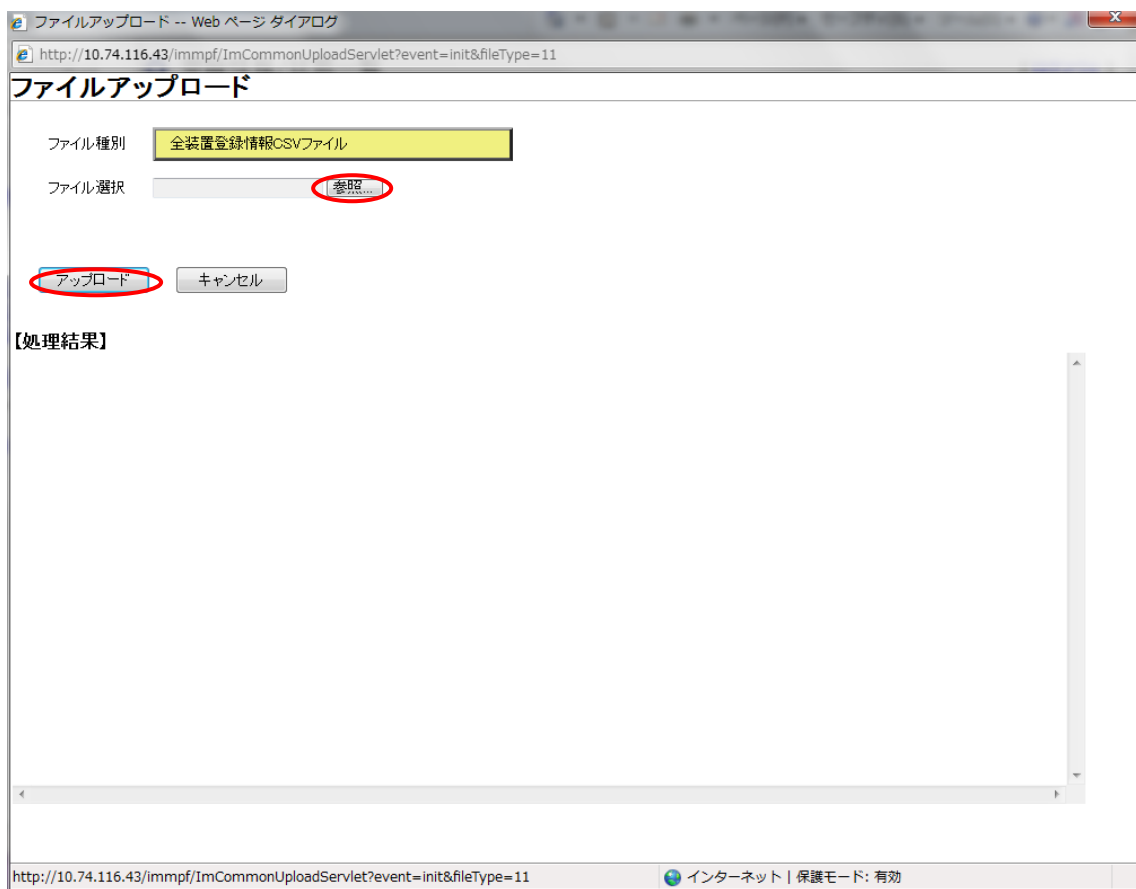 ファイルアップロード -- Web ページ ダイアログ
http://10.74.116.43/immpf/ImCommonUploadServlet?event=init&fileType=11
ファイルアップロード
ファイル種別 全装置登録情報CSVファイル
ファイル選択 参照...
アップロード キャンセル
【処理結果】
http://10.74.116.43/immpf/ImCommonUploadServlet?event=init&fileType=11 インターネット | 保護モード: 有効